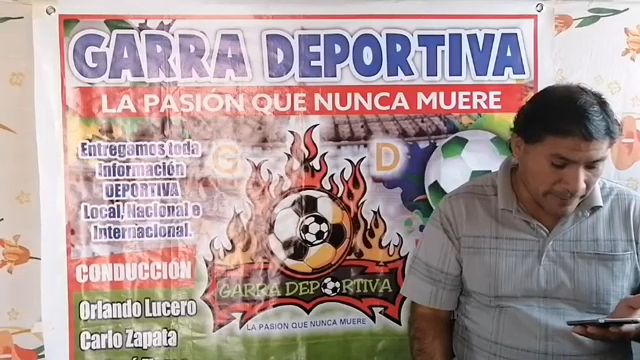 GARRA DEPORTIVA
LA PASIÓN QUE NUNCA MUERE
Entregamos toda
Información
DEPORTIVA
Local, Nacional e
Internacional.
G D
GARRA DEPORTIVA
LA PASION QUE NUNCA MUERE
CONDUCCIÓN
Orlando Lucero
Carlo Zapata